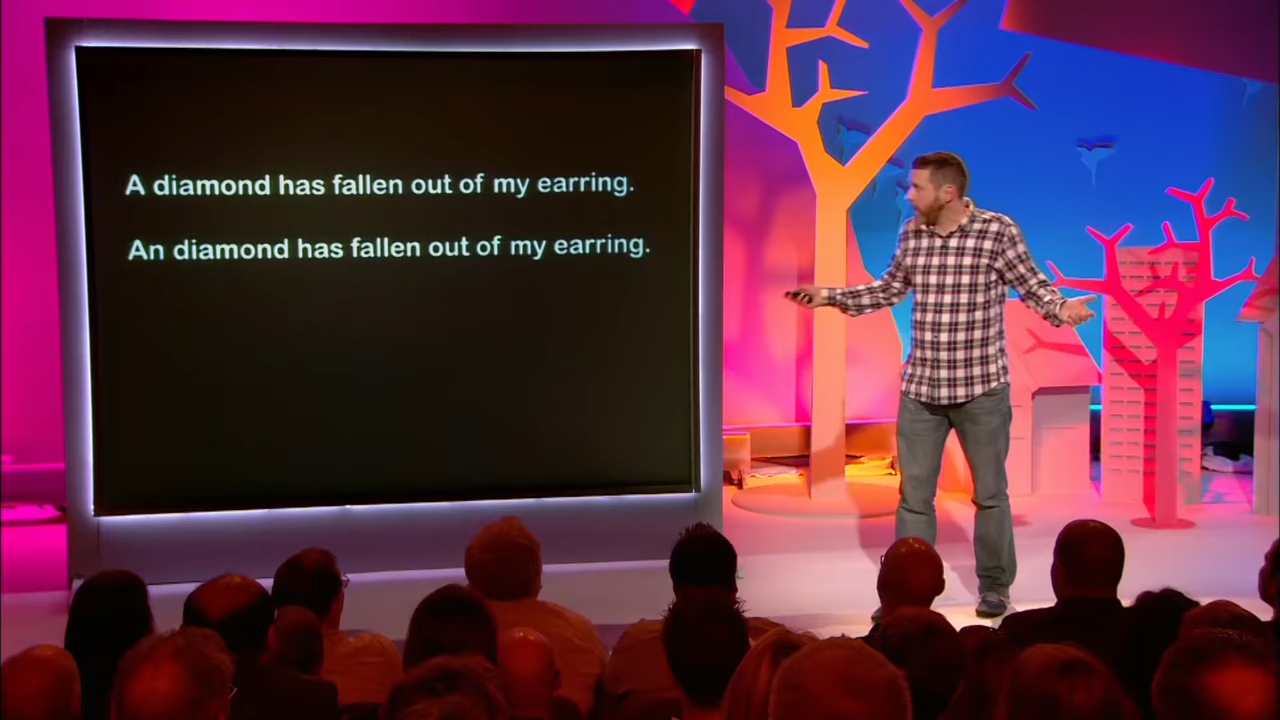 A diamond has fallen out of my earring.
An diamond has fallen out of my earring.